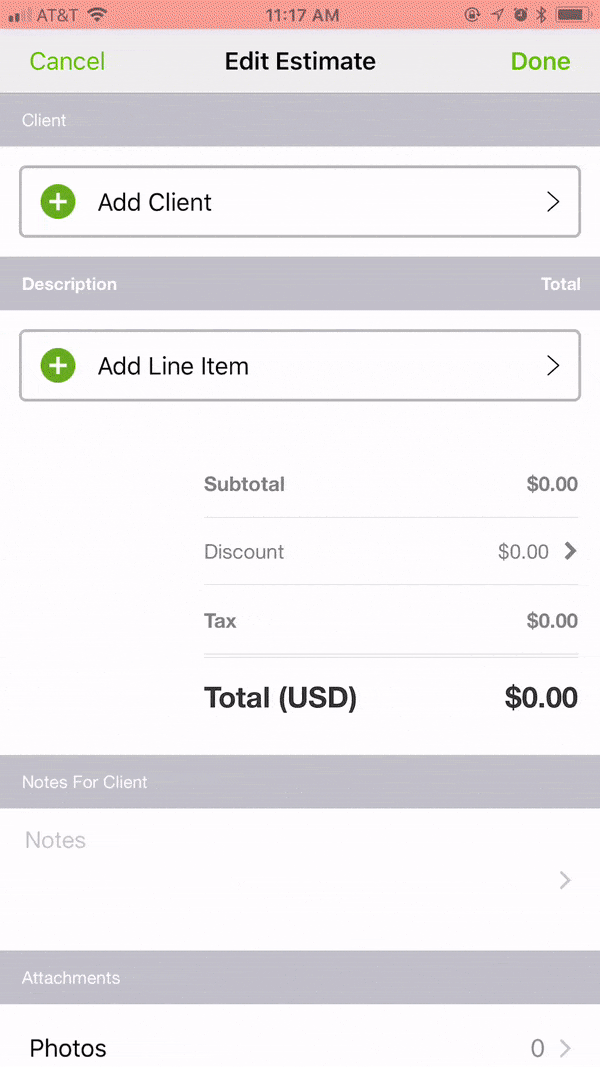 AT&T 11:17 AM
Cancel Edit Estimate Done
Client
Add Client
Description Total
Add Line Item
Subtotal $0.00
Discount $0.00
Tax $0.00
Total (USD) $0.00
Notes For Client
Notes
Attachments
Photos 0